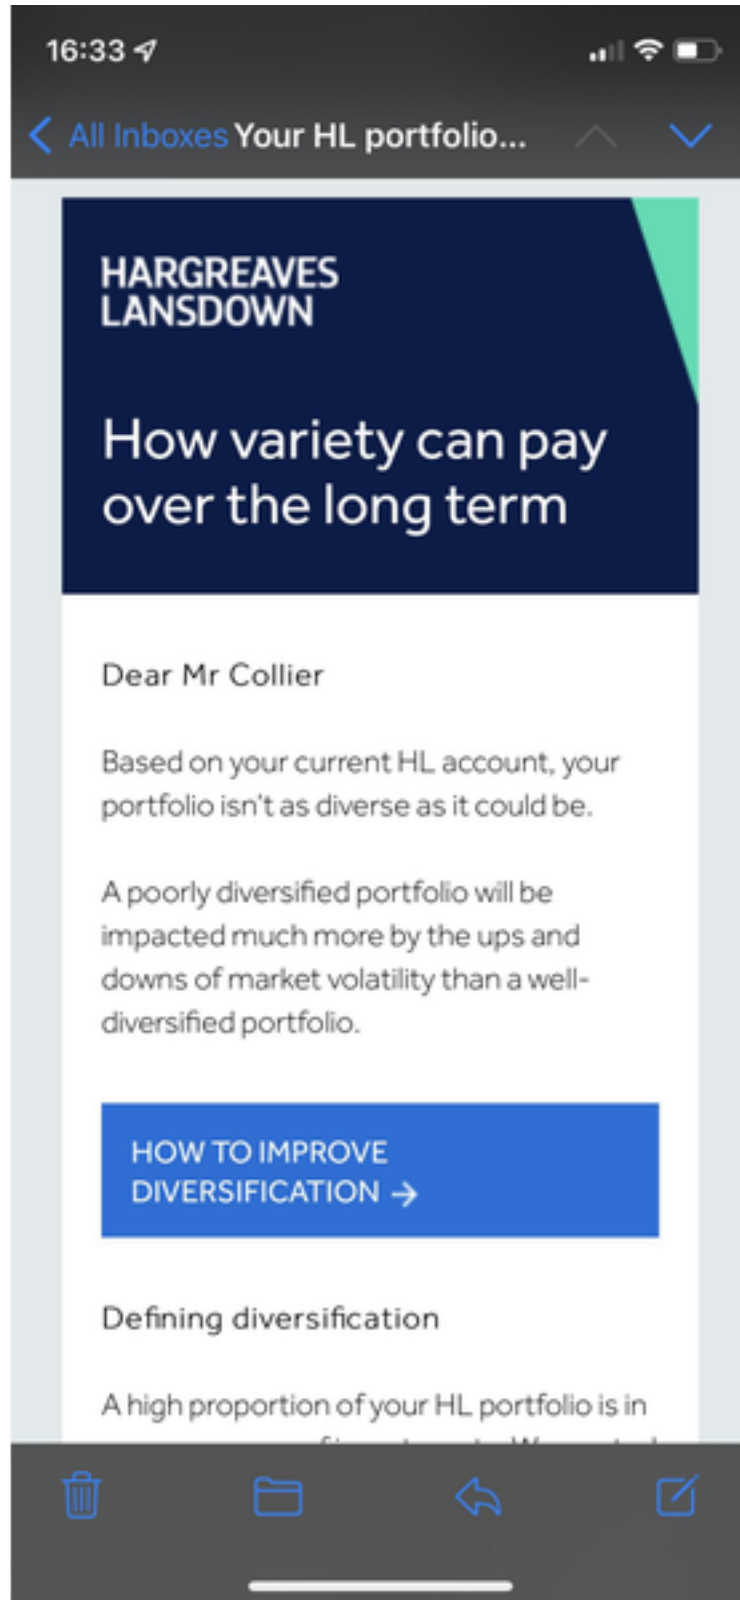 16:33
All Inboxes Your HL portfolio...
HARGREAVES
LANSDOWN
How variety can pay
over the long term
Dear Mr Collier
Based on your current HL account, your
portfolio isn't as diverse as it could be.
A poorly diversified portfolio will be
impacted much more by the ups and
downs of market volatility than a well-
diversified portfolio.
HOW TO IMPROVE
DIVERSIFICATION →
Defining diversification
A high proportion of your HL portfolio is in